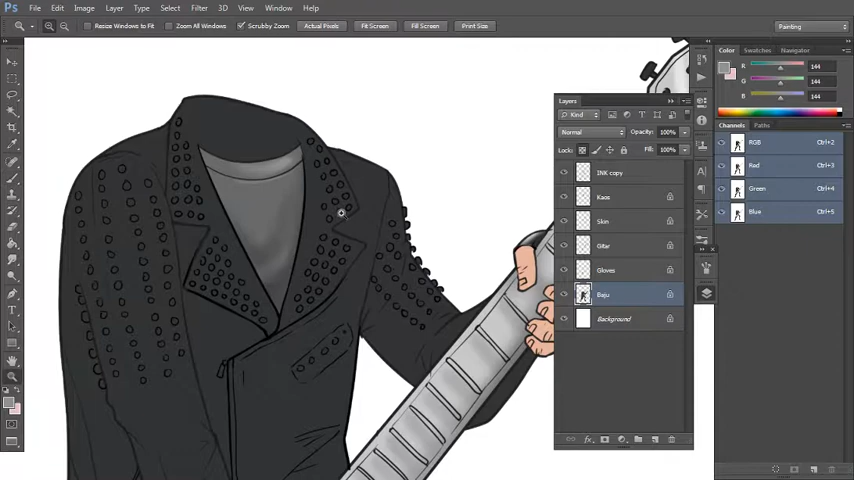 Ps File Edit Image Layer Type Select Filter 3D View Window Help
Resize Windows to Fit Zoom All Windows Scrubby Zoom Actual Pixels Fit Screen Fill Screen Print Size Painting
Color Swatches Navigator
R 144
G 144
B 144
Channels Paths
RGB Ctrl+2
Red Ctrl+3
Green Ctrl+4
Blue Ctrl+5
Layers
Kind
Normal Opacity: 100%
Lock: Fill: 100%
INK copy
Kaos
Skin
Gitar
Gloves
Baju
Background